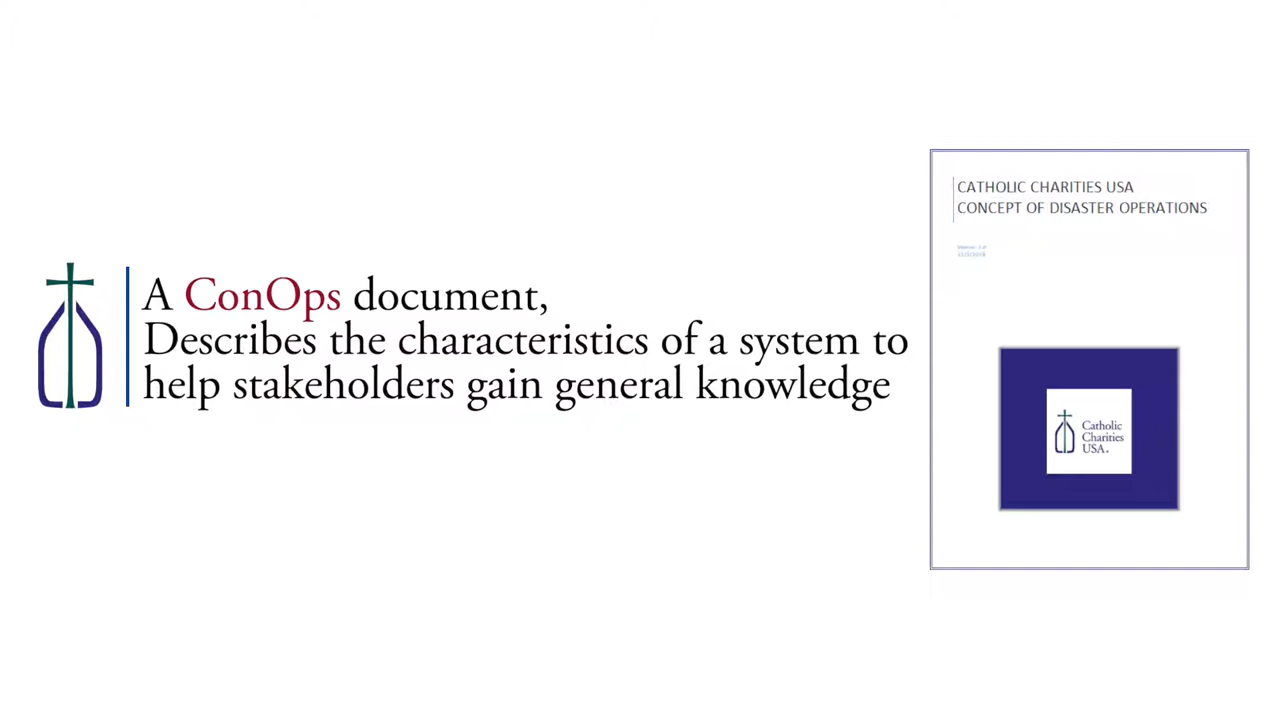 A ConOps document,
Describes the characteristics of a system to
help stakeholders gain general knowledge
CATHOLIC CHARITIES USA
CONCEPT OF DISASTER OPERATIONS
Catholic
Charities
USA.